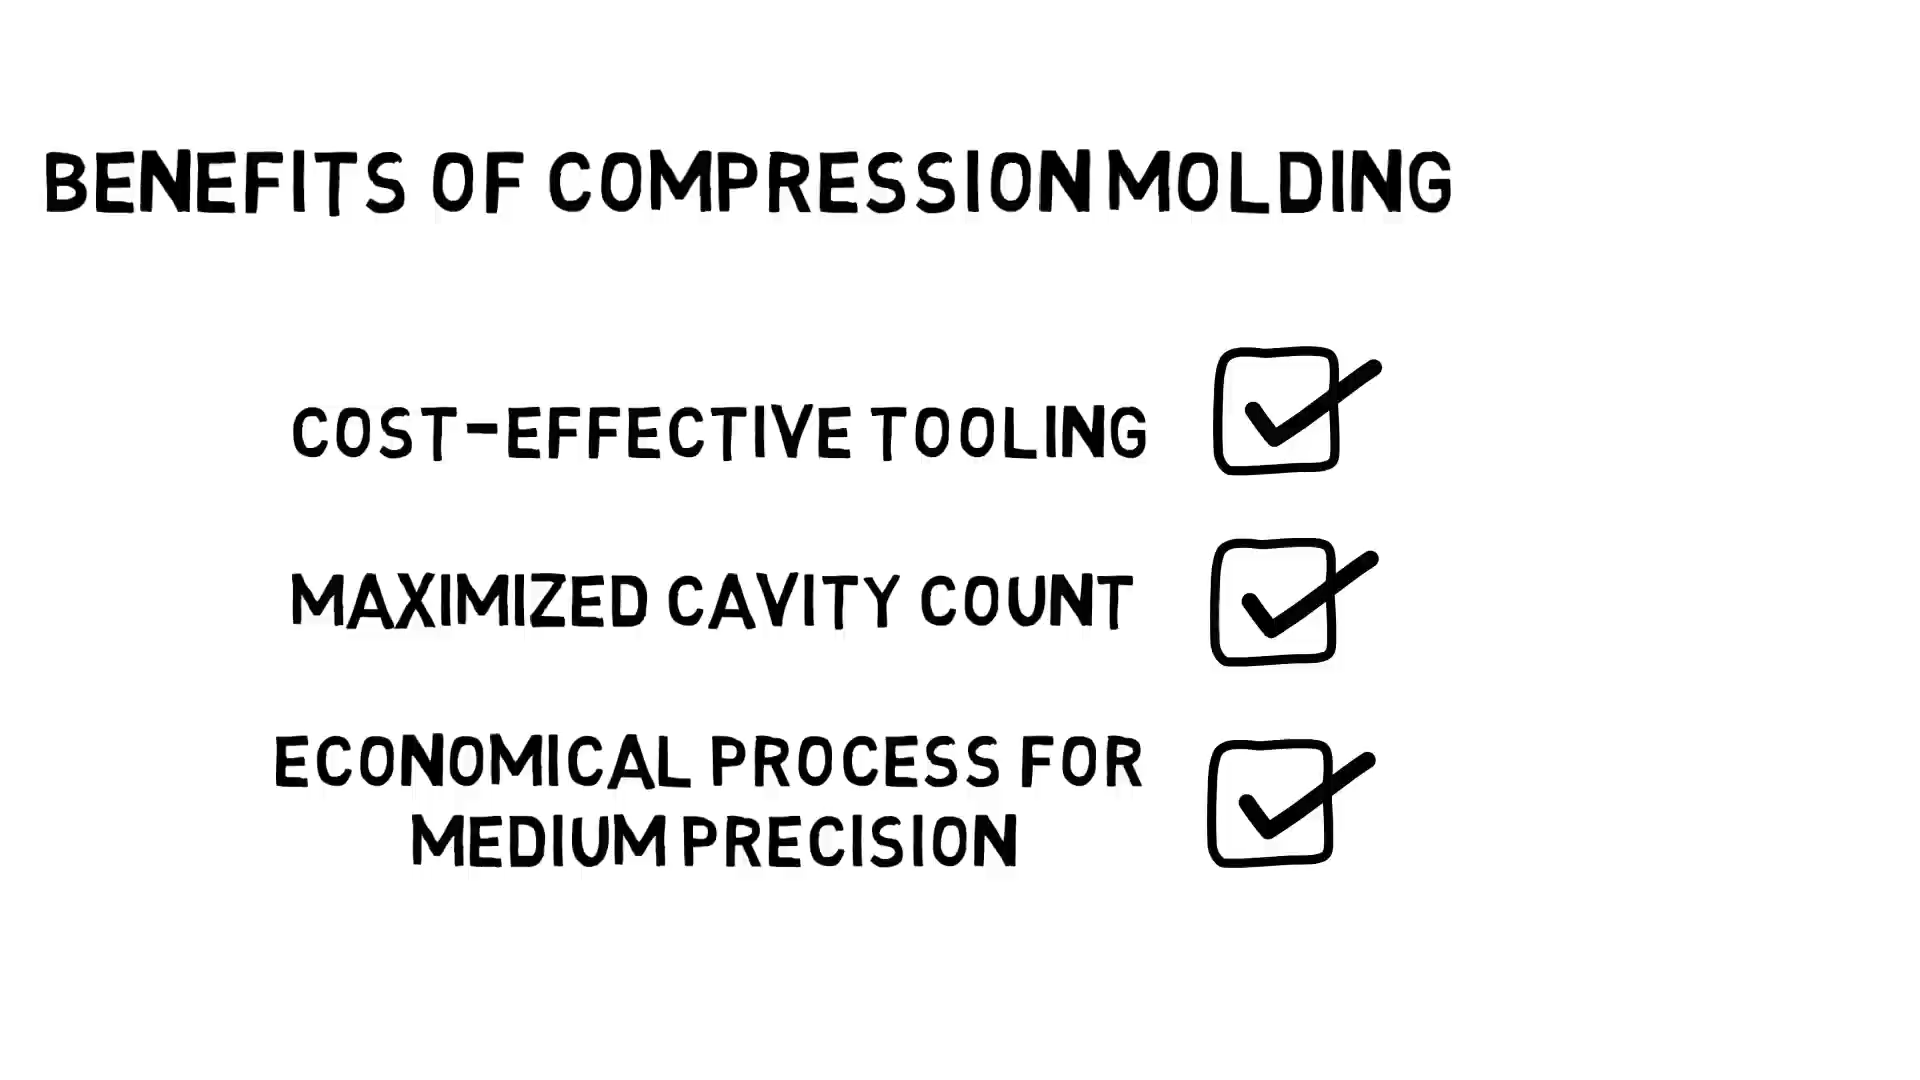 BENEFITS OF COMPRESSION MOLDING
COST-EFFECTIVE TOOLING
MAXIMIZED CAVITY COUNT
ECONOMICAL PROCESS FOR
MEDIUM PRECISION